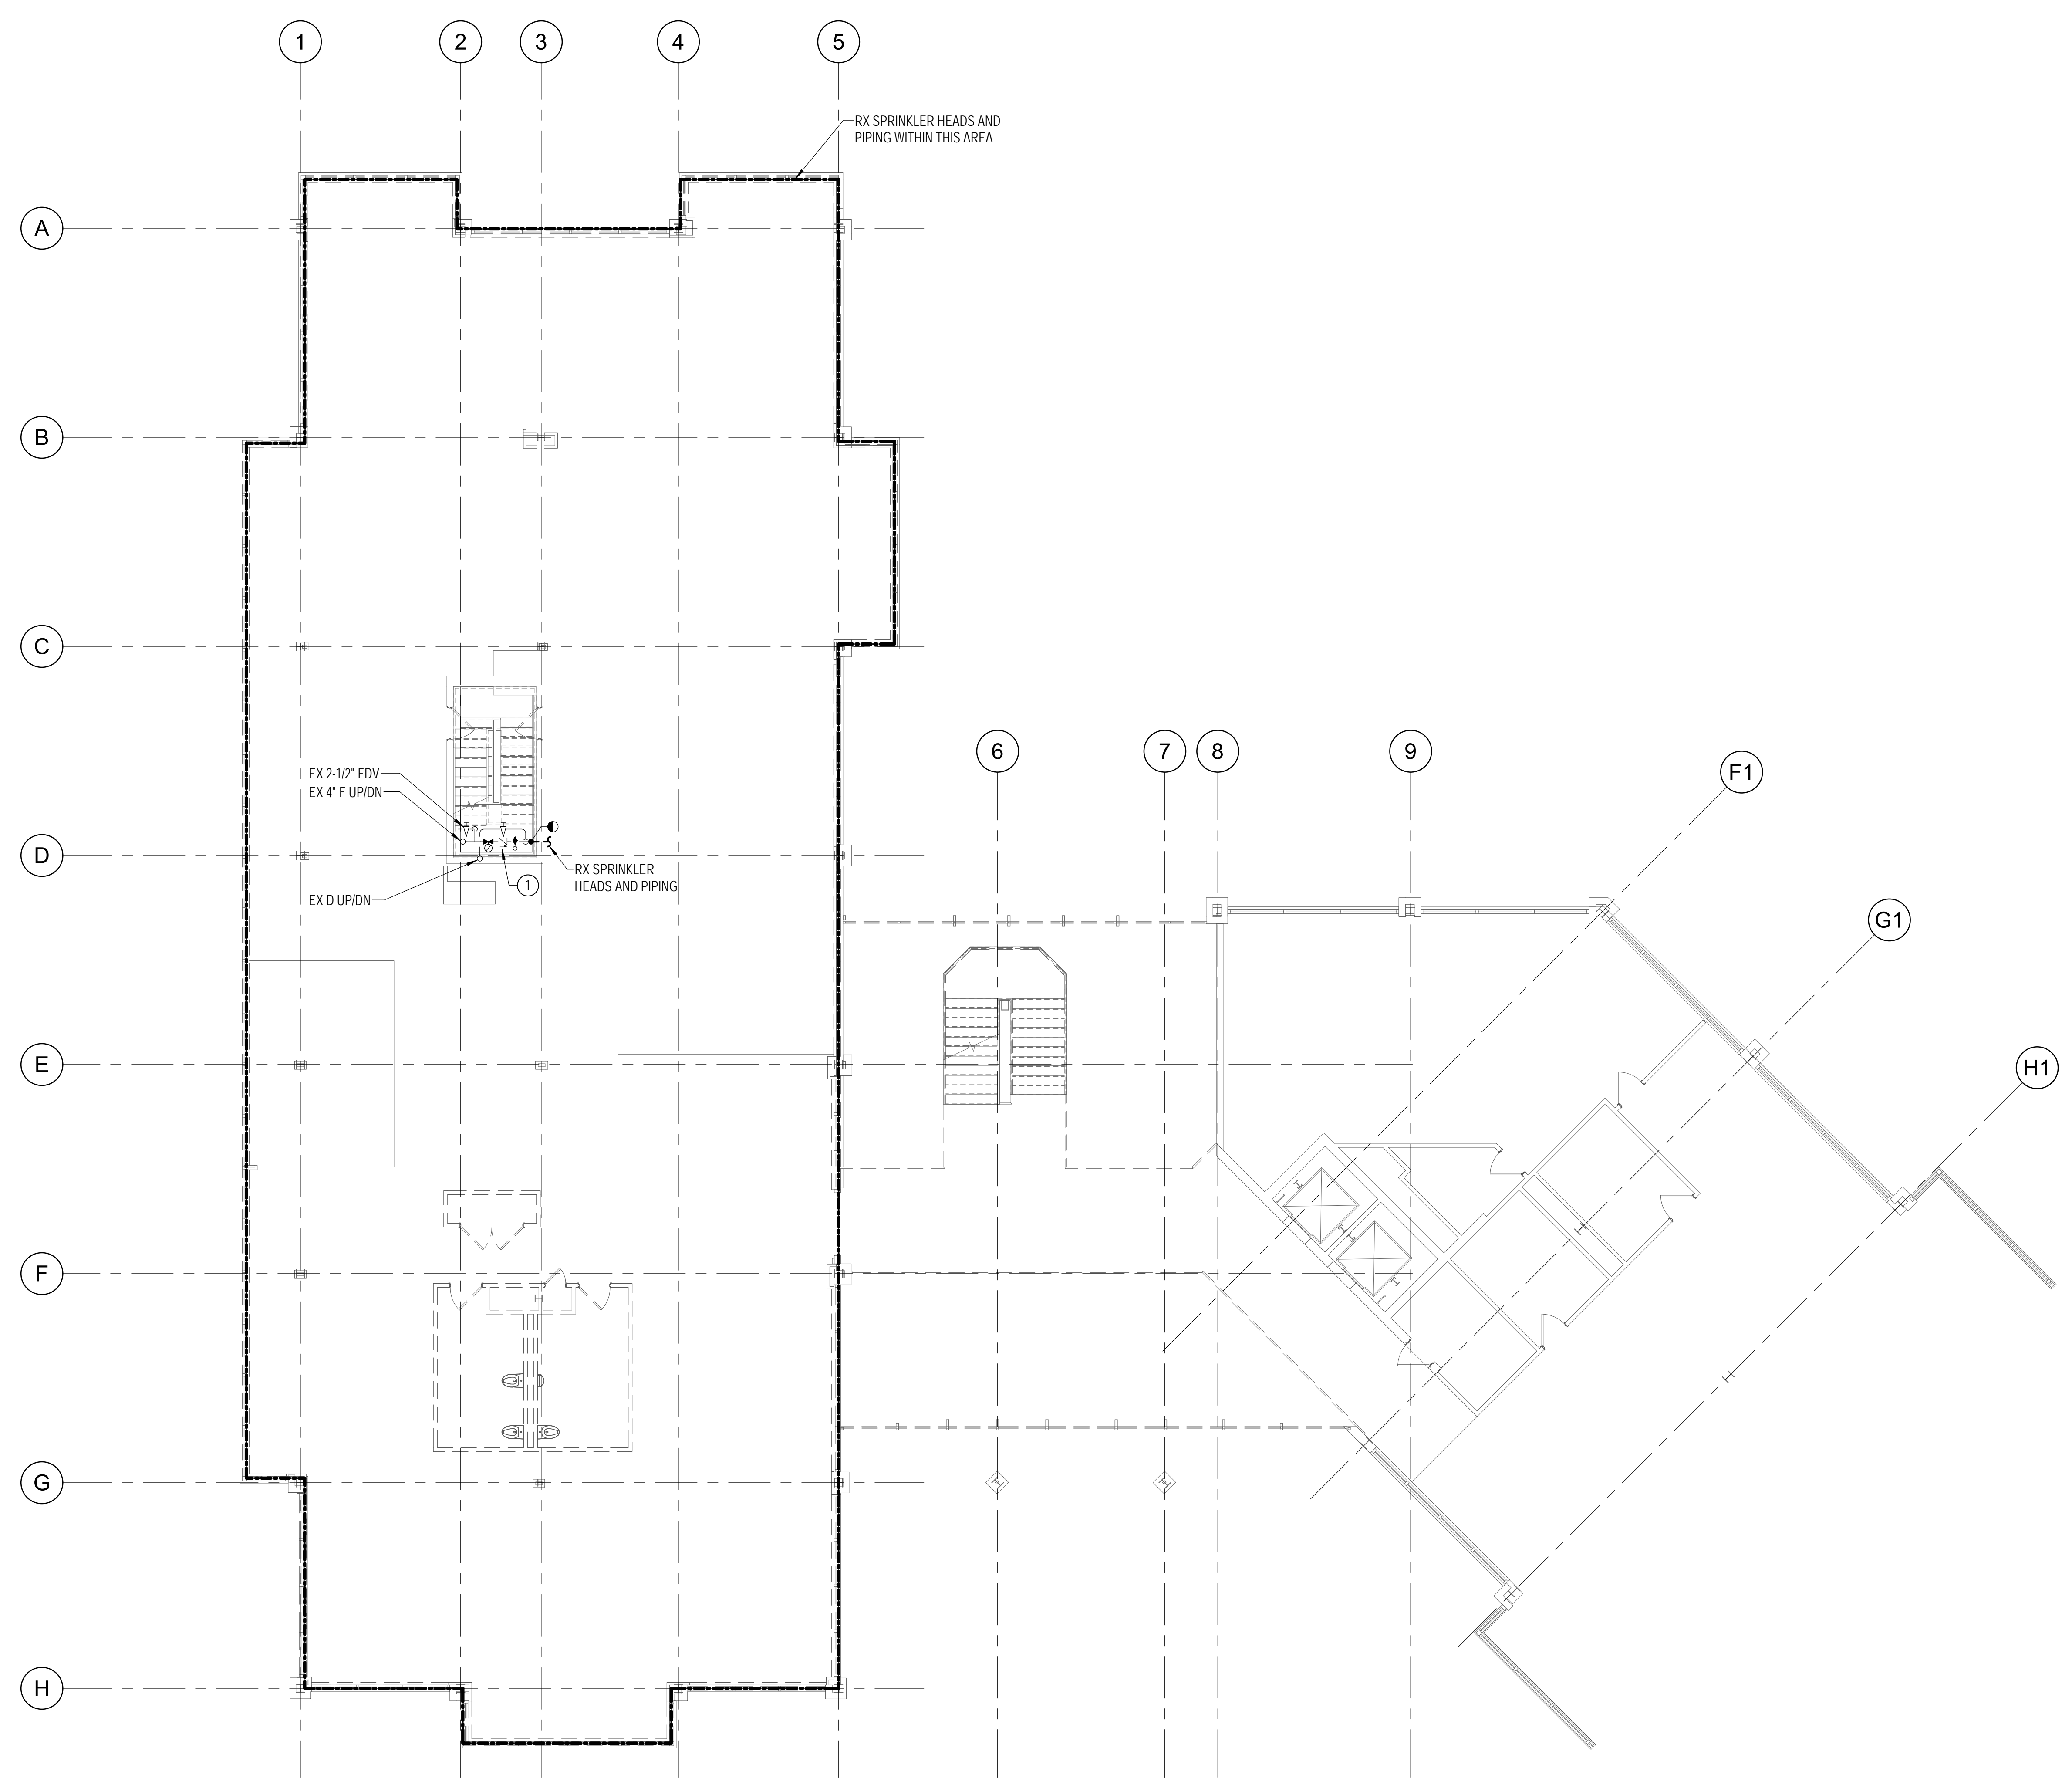 1
2
3
4
5
RX SPRINKLER HEADS AND
PIPING WITHIN THIS AREA
A
B
C
6
7
8
9
F1
EX 2-1/2" FDV
EX 4" F UP/DN
D
RX SPRINKLER
HEADS AND PIPING
1
EX D UP/DN
G1
E
H1
F
G
H